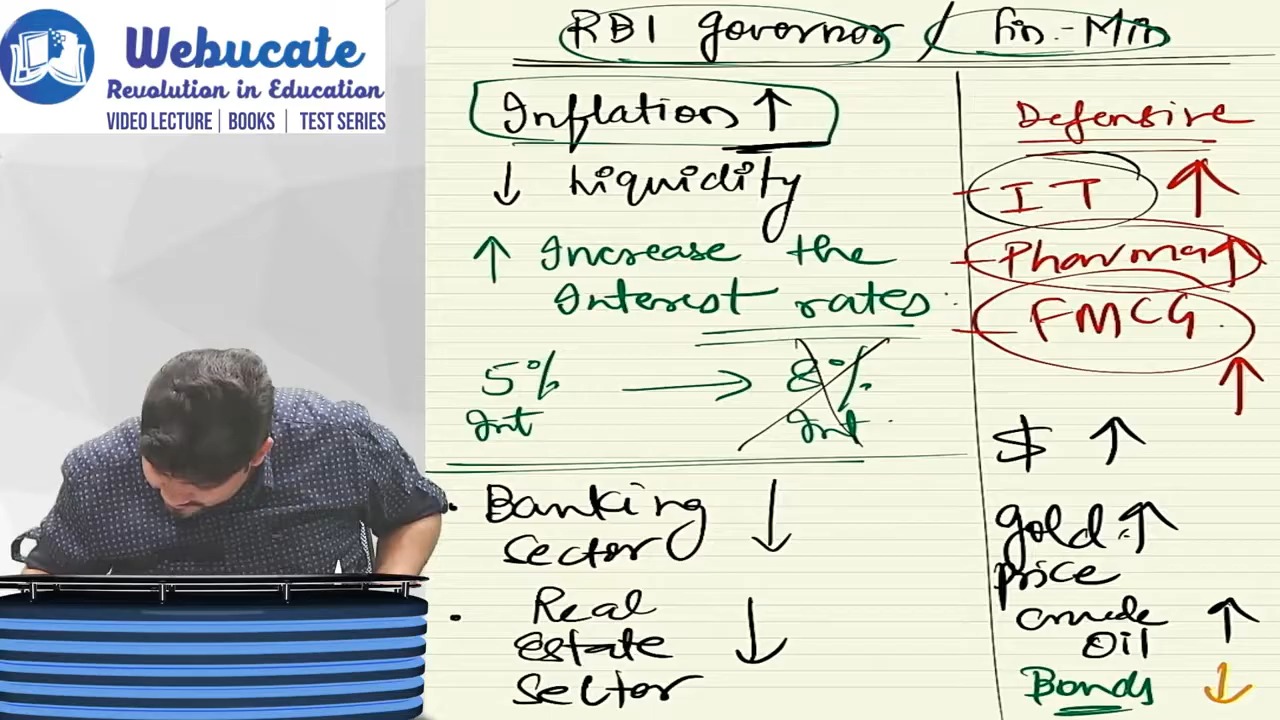 Webucate
Revolution in Education
VIDEO LECTURE | BOOKS | TEST SERIES
RBI governor / Fin.-Min
Inflation ↑
↓ Liquidity
↑ Increase the
Interest rates
5% → 8%
Int Int
• Banking ↓
Sector
• Real ↓
Estate
Sector
Defensive
- IT ↑
- Pharma ↑
- FMCG ↑
$ ↑
Gold ↑
Price
Crude ↑
Oil
Bonds ↓